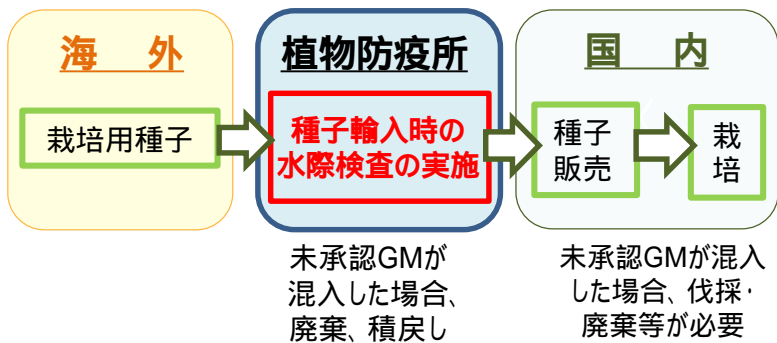 海　外
栽培用種子
植物防疫所
種子輸入時の
水際検査の実施
未承認GMが
混入した場合、
廃棄、積戻し
国　内
種子
販売
栽
培
未承認GMが混入
した場合、伐採・
廃棄等が必要